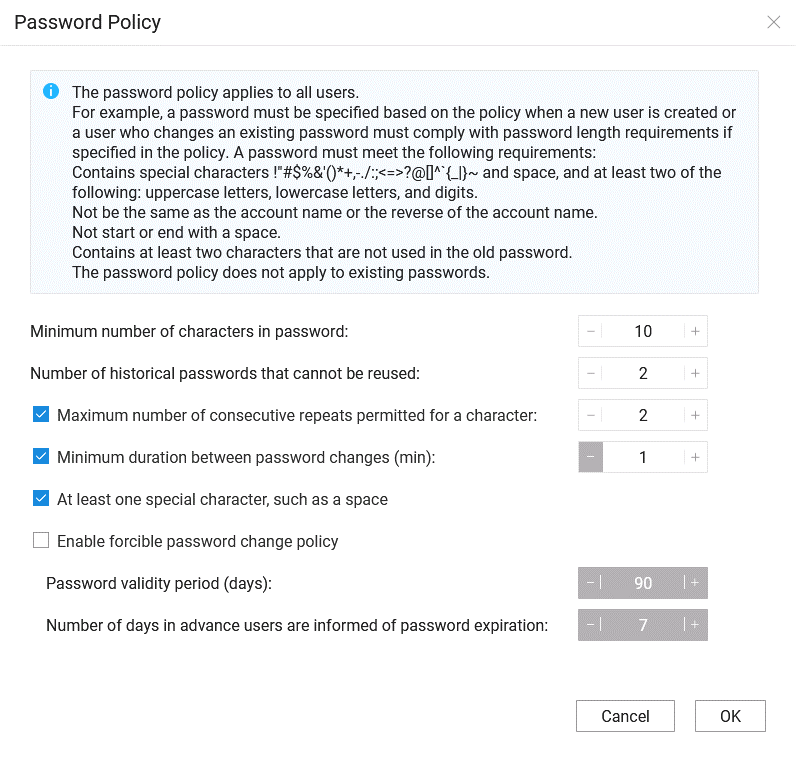 Password Policy
The password policy applies to all users.
For example, a password must be specified based on the policy when a new user is created or
a user who changes an existing password must comply with password length requirements if
specified in the policy. A password must meet the following requirements:
Contains special characters !"#$%&'()*+,-./:;<=>?@[]^`{_|}~ and space, and at least two of the
following: uppercase letters, lowercase letters, and digits.
Not be the same as the account name or the reverse of the account name.
Not start or end with a space.
Contains at least two characters that are not used in the old password.
The password policy does not apply to existing passwords.
Minimum number of characters in password: − 10 +
Number of historical passwords that cannot be reused: − 2 +
Maximum number of consecutive repeats permitted for a character: − 2 +
Minimum duration between password changes (min): − 1 +
At least one special character, such as a space
Enable forcible password change policy
Password validity period (days): − 90 +
Number of days in advance users are informed of password expiration: − 7 +
Cancel OK